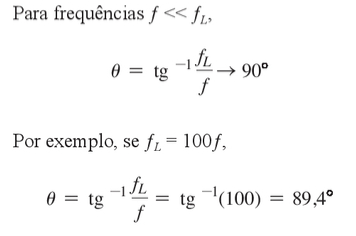 Para frequências f << f_L,
θ = tg⁻¹ f_L/f → 90°
Por exemplo, se f_L = 100f,
θ = tg⁻¹ f_L/f = tg⁻¹(100) = 89,4°